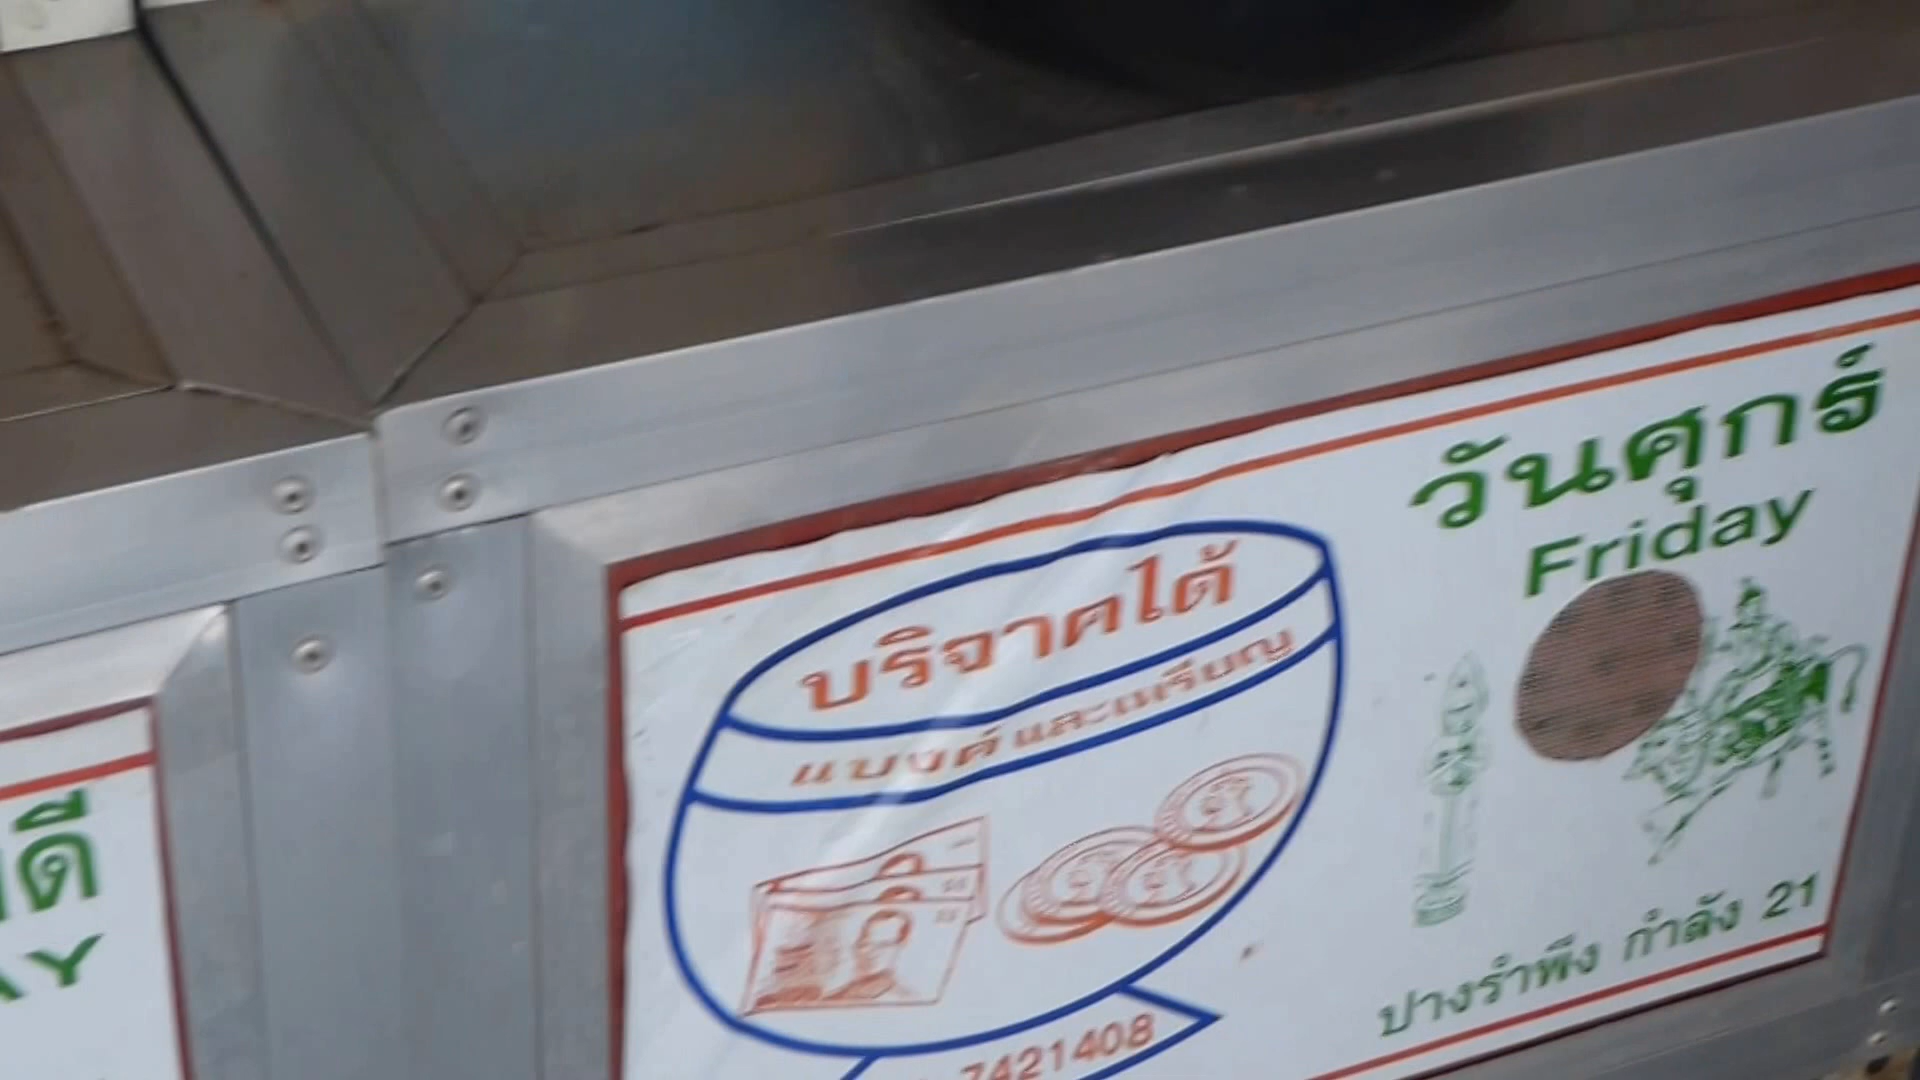 วันศุกร์
Friday
บริจาคได้
แบงค์ และเหรียญ
ปางรำพึง กำลัง 21
7421408